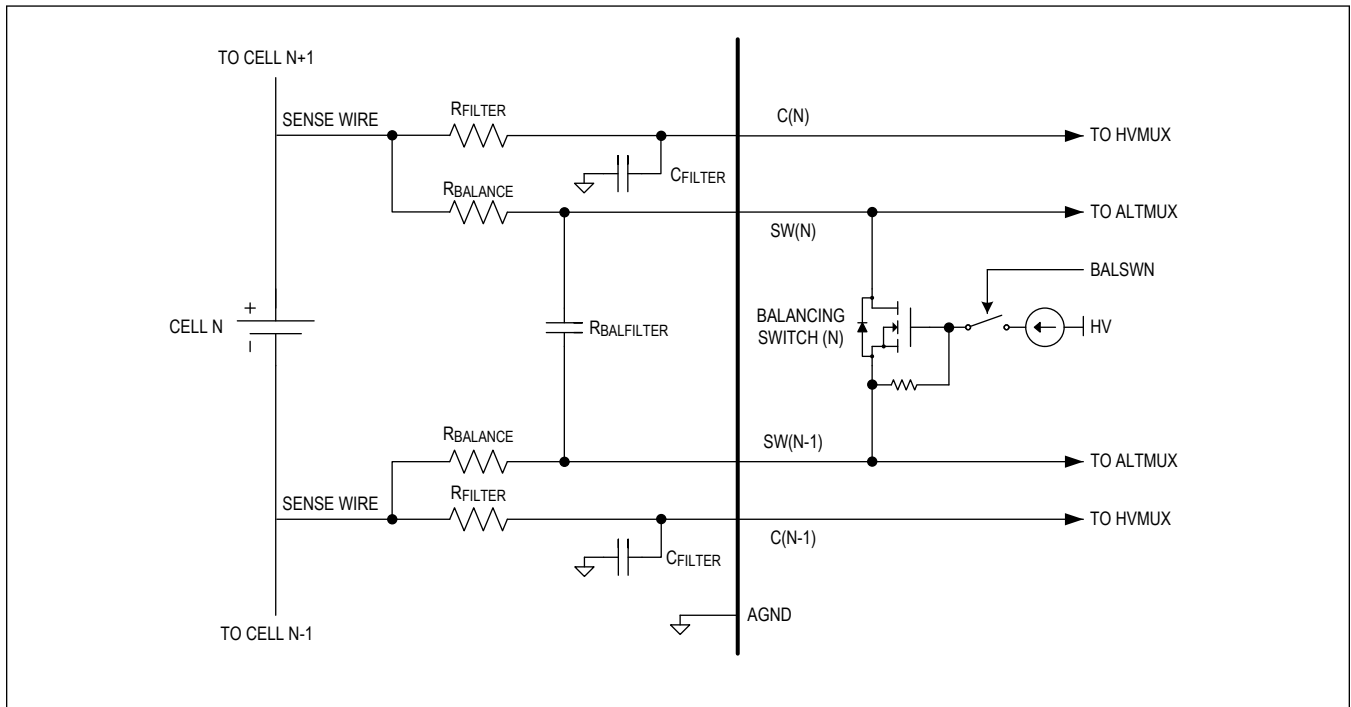 TO CELL N+1
SENSE WIRE
RFILTER
C(N)
TO HVMUX
CFILTER
RBALANCE
SW(N)
TO ALTMUX
BALSWN
CELL N
+
-
RBALFILTER
BALANCING
SWITCH (N)
HV
RBALANCE
SW(N-1)
TO ALTMUX
SENSE WIRE
RFILTER
C(N-1)
TO HVMUX
CFILTER
AGND
TO CELL N-1